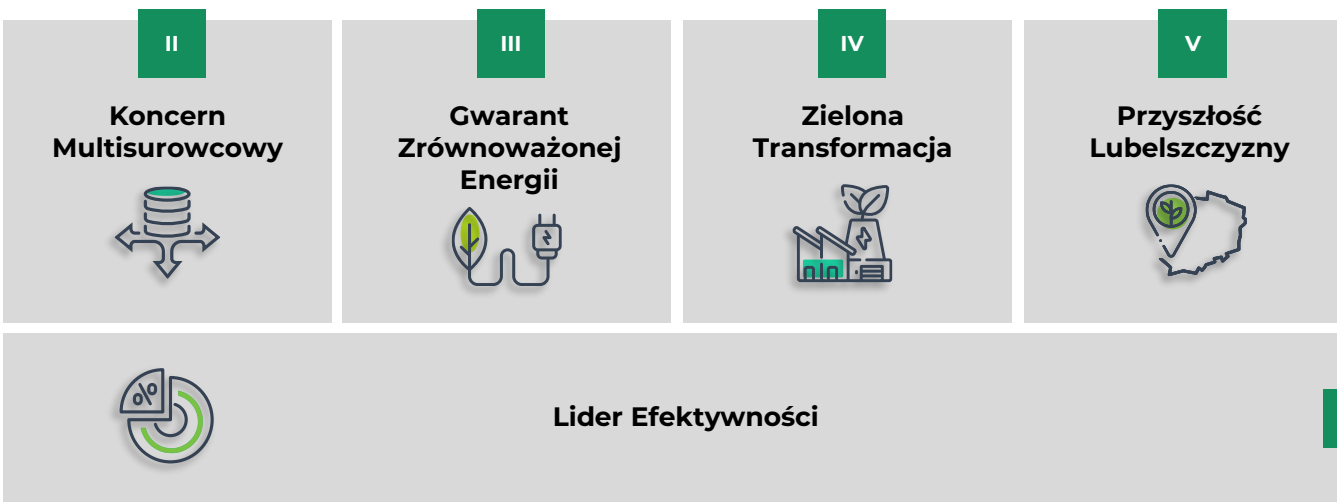 II
III
IV
V
Koncern
Multisurowcowy
Gwarant
Zrównoważonej
Energii
Zielona
Transformacja
Przyszłość
Lubelszczyzny
%
Lider Efektywności